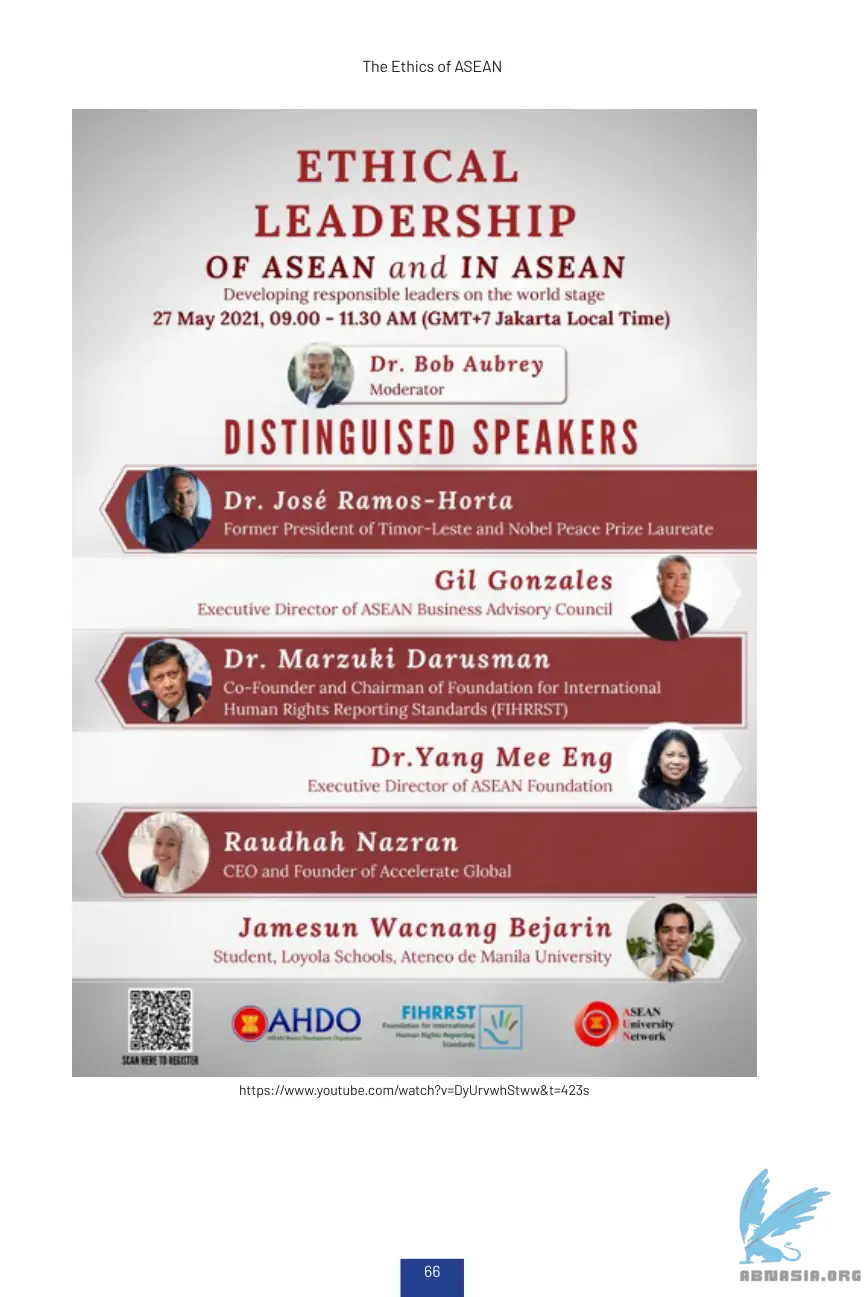 The Ethics of ASEAN
ETHICAL
LEADERSHIP
OF ASEAN and IN ASEAN
Developing responsible leaders on the world stage
27 May 2021, 09.00 - 11.30 AM (GMT+7 Jakarta Local Time)
Dr. Bob Aubrey
Moderator
DISTINGUISED SPEAKERS
Dr. José Ramos-Horta
Former President of Timor-Leste and Nobel Peace Prize Laureate
Gil Gonzales
Executive Director of ASEAN Business Advisory Council
Dr. Marzuki Darusman
Co-Founder and Chairman of Foundation for International
Human Rights Reporting Standards (FIHRRST)
Dr.Yang Mee Eng
Executive Director of ASEAN Foundation
Raudhah Nazran
CEO and Founder of Accelerate Global
Jamesun Wacnang Bejarin
Student, Loyola Schools, Ateneo de Manila University
SCAN HERE TO REGISTER
AHDO
ASEAN Human Development Organisation
FIHRRST
Foundation for International
Human Rights Reporting
Standards
ASEAN
University
Network
https://www.youtube.com/watch?v=DyUrvwhStww&t=423s
66
ABNASIA.ORG